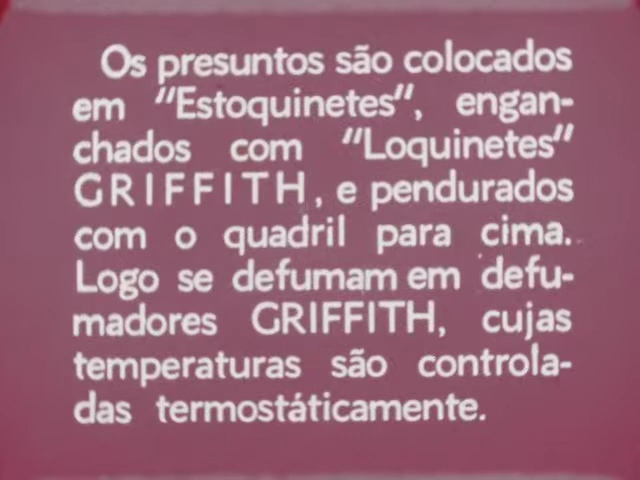 Os presuntos são colocados
em "Estoquinetes", engan-
chados com "Loquinetes"
GRIFFITH, e pendurados
com o quadril para cima.
Logo se defumam em defu-
madores GRIFFITH, cujas
temperaturas são controla-
das termostáticamente.